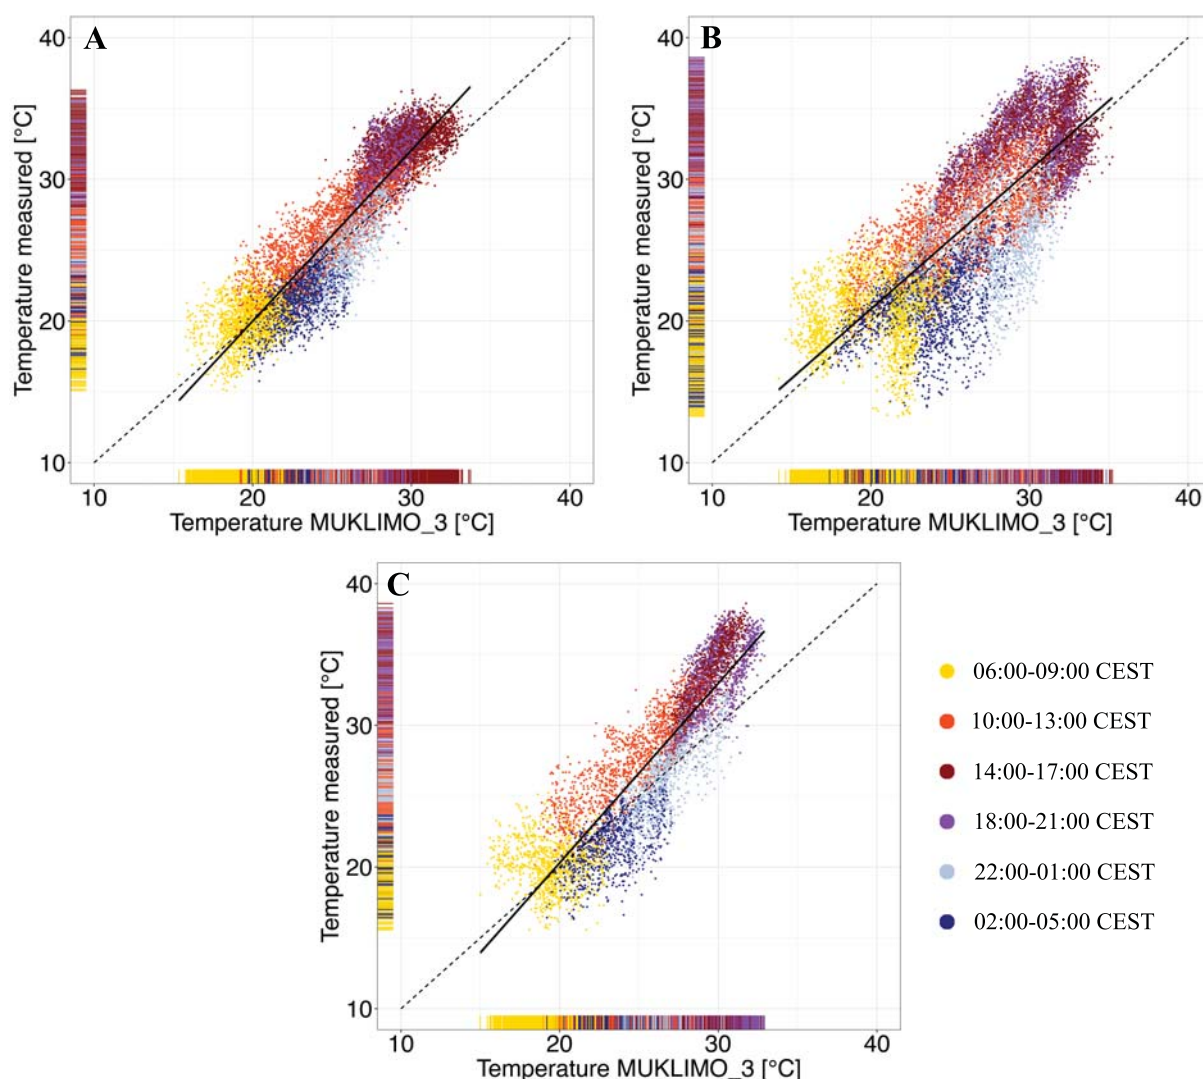 A
40
30
20
10
Temperature measured [°C]
10 20 30 40
Temperature MUKLIMO_3 [°C]
B
40
30
20
10
Temperature measured [°C]
10 20 30 40
Temperature MUKLIMO_3 [°C]
C
40
30
20
10
Temperature measured [°C]
10 20 30 40
Temperature MUKLIMO_3 [°C]
06:00-09:00 CEST
10:00-13:00 CEST
14:00-17:00 CEST
18:00-21:00 CEST
22:00-01:00 CEST
02:00-05:00 CEST